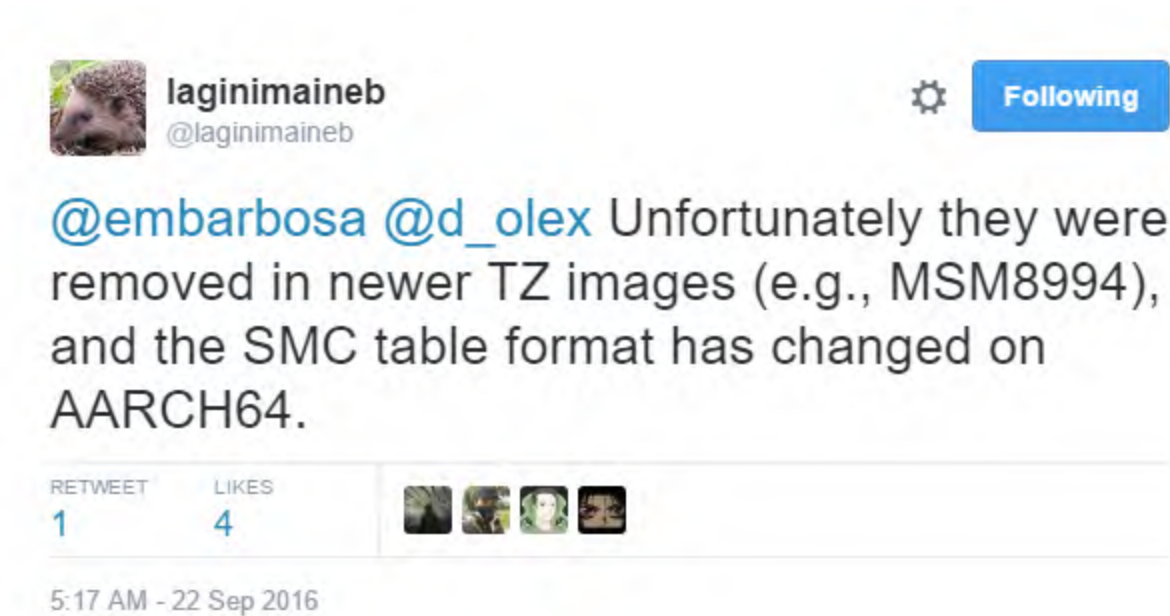 laginimaineb
@laginimaineb
Following
@embarbosa @d_olex Unfortunately they were
removed in newer TZ images (e.g., MSM8994),
and the SMC table format has changed on
AARCH64.
RETWEET LIKES
1 4
5:17 AM - 22 Sep 2016